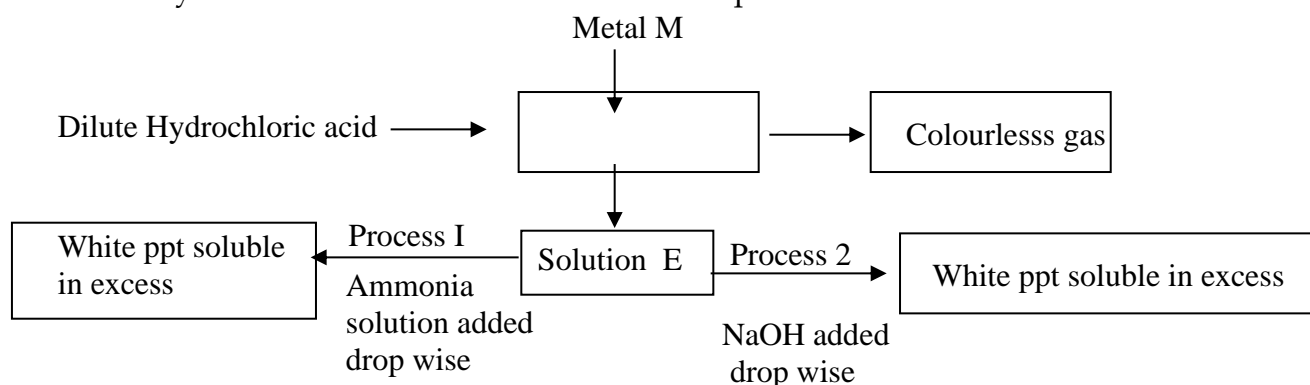 Metal M
Dilute Hydrochloric acid
Colourlesss gas
White ppt soluble
in excess
Process I
Ammonia
solution added
drop wise
Solution E
Process 2
NaOH added
drop wise
White ppt soluble in excess